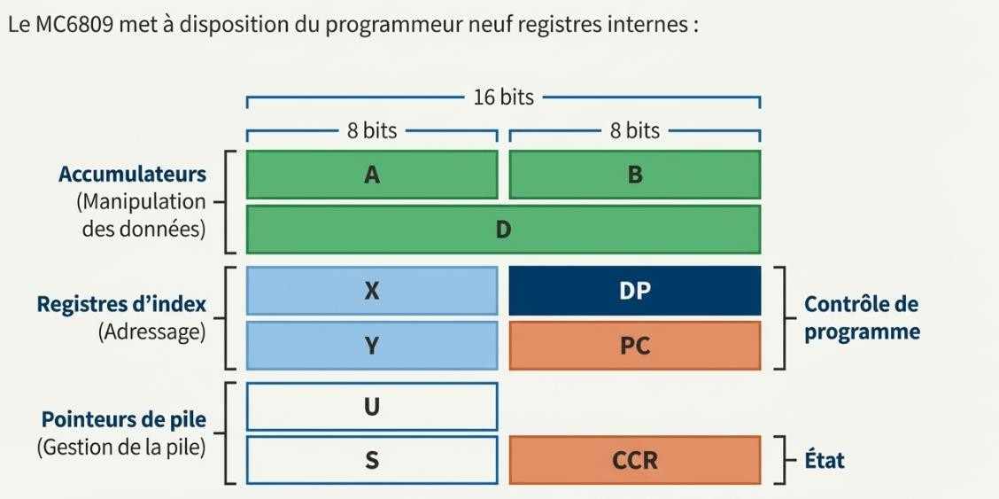 Le MC6809 met à disposition du programmeur neuf registres internes :
16 bits
8 bits
8 bits
Accumulateurs
(Manipulation
des données)
A
B
D
Registres d’index
(Adressage)
X
DP
Y
PC
Contrôle de
programme
Pointeurs de pile
(Gestion de la pile)
U
S
CCR
État